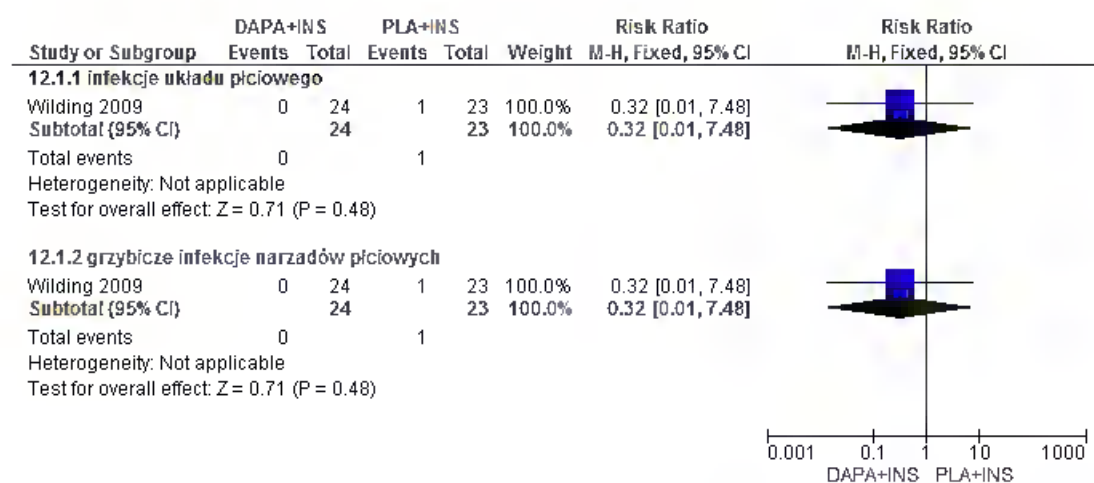 DAPA+INS PLA+INS Risk Ratio Risk Ratio
Study or Subgroup Events Total Events Total Weight M-H, Fixed, 95% CI M-H, Fixed, 95% CI
12.1.1 infekcje układu płciowego
Wilding 2009 0 24 1 23 100.0% 0.32 [0.01, 7.48]
Subtotal (95% CI) 24 23 100.0% 0.32 [0.01, 7.48]
Total events 0 1
Heterogeneity: Not applicable
Test for overall effect: Z = 0.71 (P = 0.48)
12.1.2 grzybicze infekcje narządów płciowych
Wilding 2009 0 24 1 23 100.0% 0.32 [0.01, 7.48]
Subtotal (95% CI) 24 23 100.0% 0.32 [0.01, 7.48]
Total events 0 1
Heterogeneity: Not applicable
Test for overall effect: Z = 0.71 (P = 0.48)
0.001 0.1 1 10 1000
DAPA+INS PLA+INS